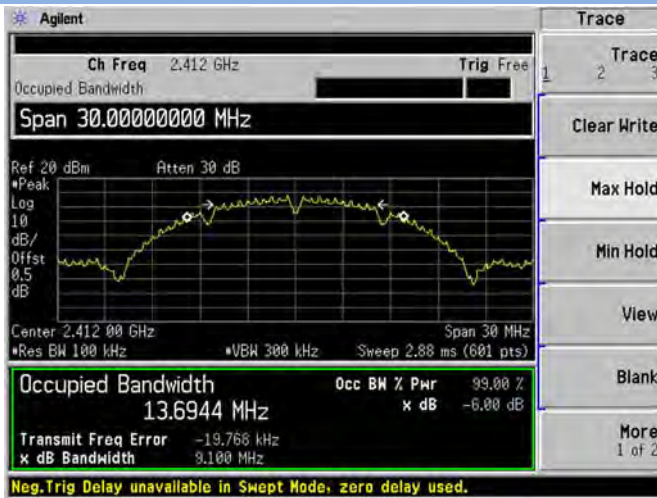 Agilent
Trace
Ch Freq 2.412 GHz Trig Free
Occupied Bandwidth
Span 30.00000000 MHz
Ref 20 dBm Atten 30 dB
#Peak
Log
10
dB/
Offst
0.5
dB
Center 2.412 00 GHz Span 30 MHz
#Res BW 100 kHz #VBW 300 kHz Sweep 2.88 ms (601 pts)
Occupied Bandwidth
13.6944 MHz
Occ BW % Pwr 99.00 %
x dB -6.00 dB
Transmit Freq Error -19.768 kHz
x dB Bandwidth 9.100 MHz
Neg.Trig Delay unavailable in Swept Mode, zero delay used.
Trace
1 2 3
Clear Write
Max Hold
Min Hold
View
Blank
More
1 of 2